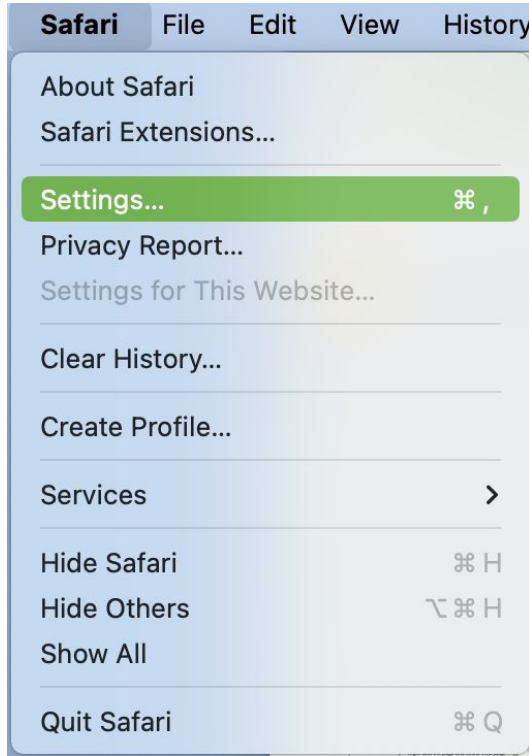 Safari File Edit View History
About Safari
Safari Extensions...
Settings... ⌘ ,
Privacy Report...
Settings for This Website...
Clear History...
Create Profile...
Services
Hide Safari ⌘ H
Hide Others ⌥ ⌘ H
Show All
Quit Safari ⌘ Q